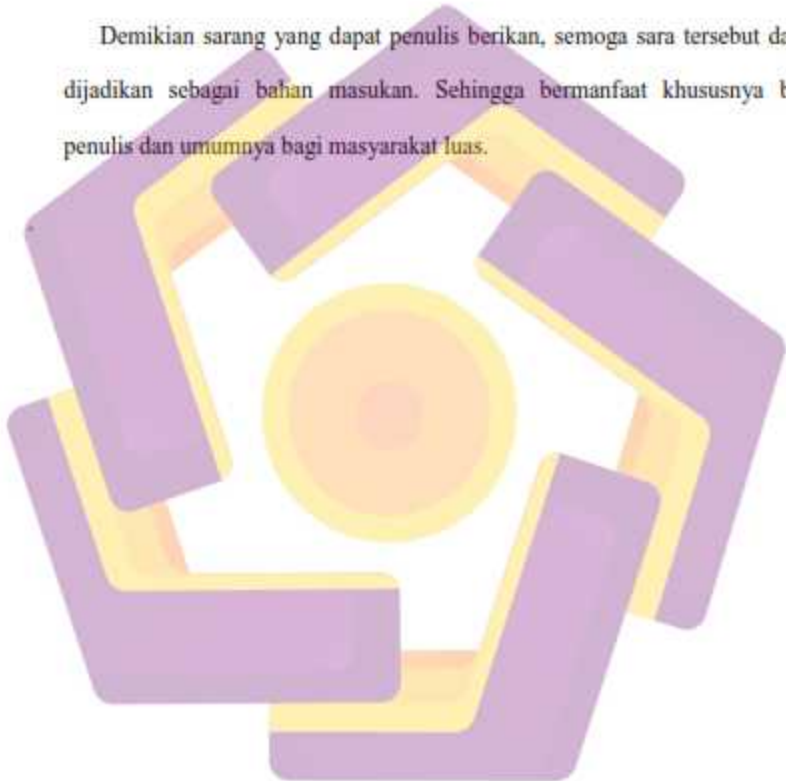 Demikian sarang yang dapat penulis berikan, semoga sara tersebut da
dijadikan sebagai bahan masukan. Sehingga bermanfaat khususnya b
penulis dan umumnya bagi masyarakat luas.